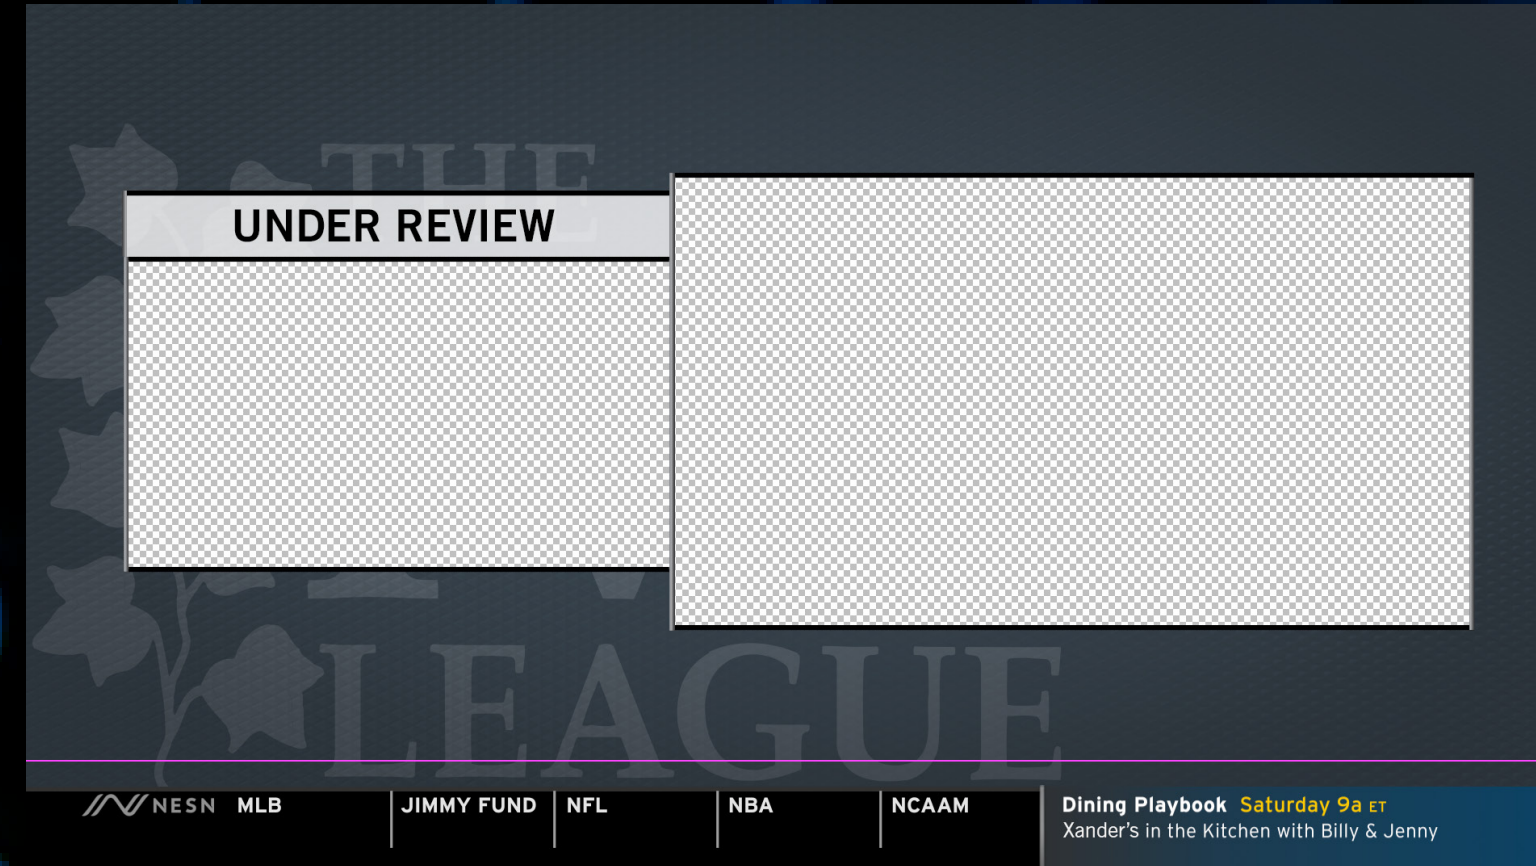 THE
UNDER REVIEW
LEAGUE
NESN MLB JIMMY FUND NFL NBA NCAAM
Dining Playbook Saturday 9a ET
Xander's in the Kitchen with Billy & Jenny